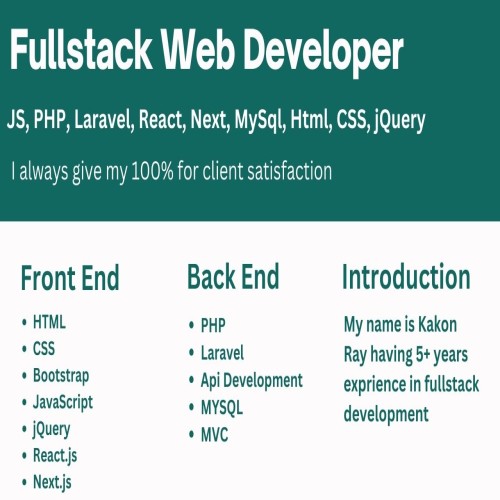 Fullstack Web Developer
JS, PHP, Laravel, React, Next, MySql, Html, CSS, jQuery
I always give my 100% for client satisfaction
Front End
• HTML
• CSS
• Bootstrap
• JavaScript
• jQuery
• React.js
• Next.js
Back End
• PHP
• Laravel
• Api Development
• MYSQL
• MVC
Introduction
My name is Kakon
Ray having 5+ years
exprience in fullstack
development